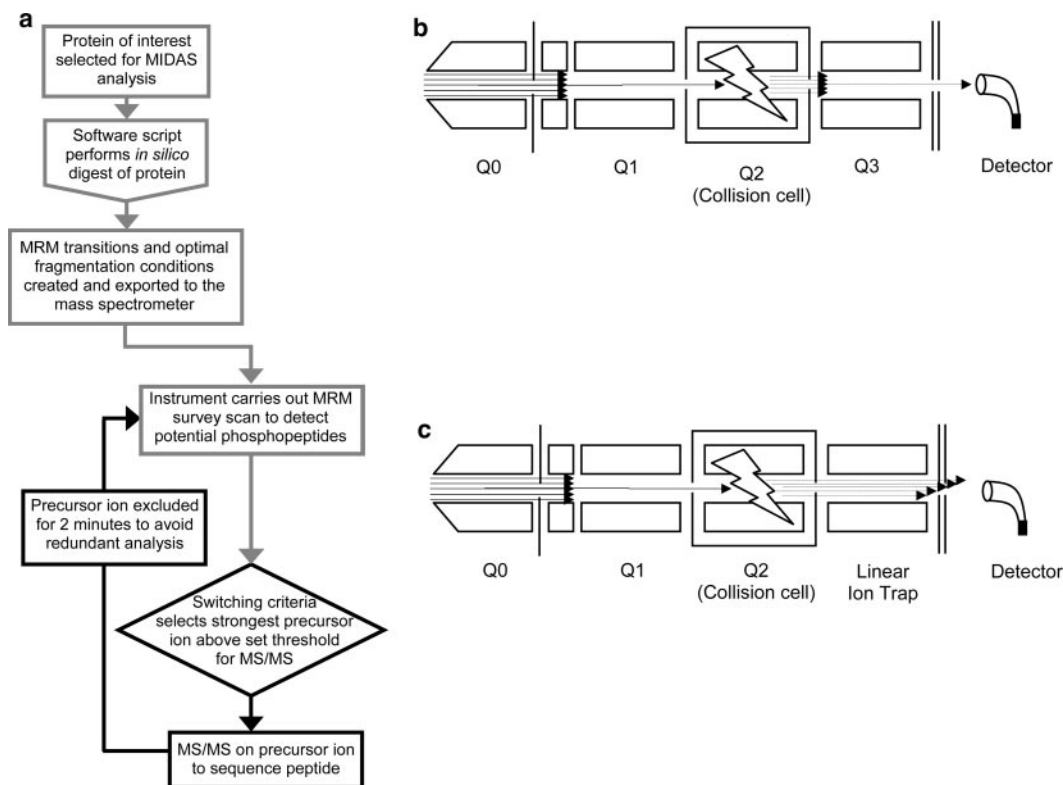 a
Protein of interest
selected for MIDAS
analysis
Software script
performs in silico
digest of protein
MRM transitions and optimal
fragmentation conditions
created and exported to the
mass spectrometer
Instrument carries out MRM
survey scan to detect
potential phosphopeptides
Precursor ion excluded
for 2 minutes to avoid
redundant analysis
Switching criteria
selects strongest precursor
ion above set threshold
for MS/MS
MS/MS on precursor ion
to sequence peptide
b
Q0
Q1
Q2
(Collision cell)
Q3
Detector
c
Q0
Q1
Q2
(Collision cell)
Linear
Ion Trap
Detector